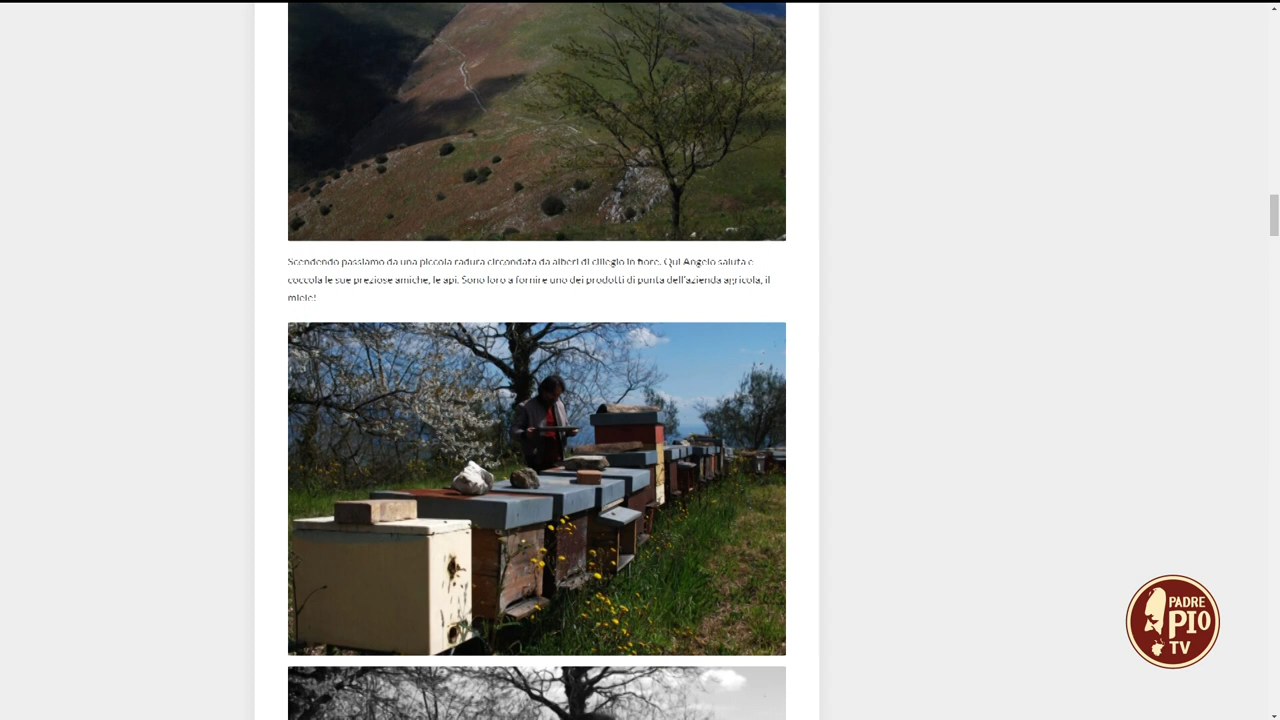 Scendendo passiamo da una piccola radura circondata da alberi di ciliegio in fiore. Qui Angelo saluta e
coccola le sue preziose amiche, le api. Sono loro a fornire uno dei prodotti di punta dell'azienda agricola, il
miele!
PADRE
PIO
TV